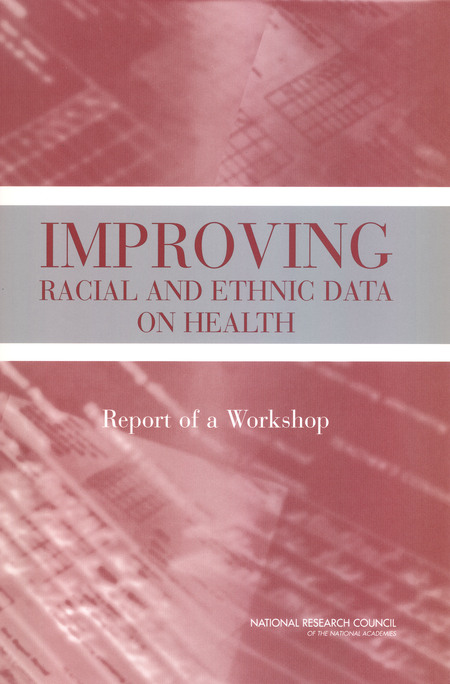 IMPROVING
RACIAL AND ETHNIC DATA
ON HEALTH
Report of a Workshop
NATIONAL RESEARCH COUNCIL
OF THE NATIONAL ACADEMIES